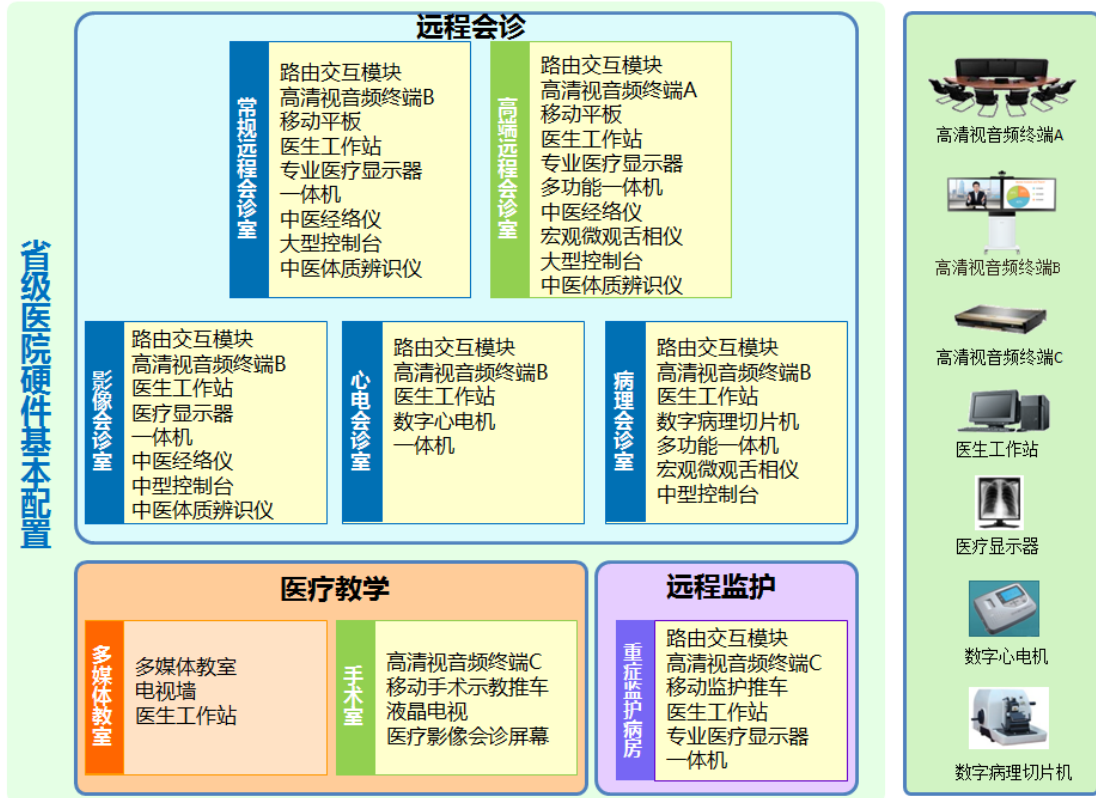 省级医院硬件基本配置
远程会诊
常规远程会诊室
路由交互模块
高清视音频终端B
移动平板
医生工作站
专业医疗显示器
一体机
中医经络仪
大型控制台
中医体质辨识仪
高端远程会诊室
路由交互模块
高清视音频终端A
移动平板
医生工作站
专业医疗显示器
多功能一体机
中医经络仪
宏观微观舌相仪
大型控制台
中医体质辨识仪
影像会诊室
路由交互模块
高清视音频终端B
医生工作站
医疗显示器
一体机
中医经络仪
中型控制台
中医体质辨识仪
心电会诊室
路由交互模块
高清视音频终端B
医生工作站
数字心电机
一体机
病理会诊室
路由交互模块
高清视音频终端B
医生工作站
数字病理切片机
多功能一体机
宏观微观舌相仪
中型控制台
医疗教学
多媒体教室
多媒体教室
电视墙
医生工作站
手术室
高清视音频终端C
移动手术示教推车
液晶电视
医疗影像会诊屏幕
远程监护
重症监护病房
路由交互模块
高清视音频终端C
移动监护推车
医生工作站
专业医疗显示器
一体机
高清视音频终端A
高清视音频终端B
高清视音频终端C
医生工作站
医疗显示器
数字心电机
数字病理切片机